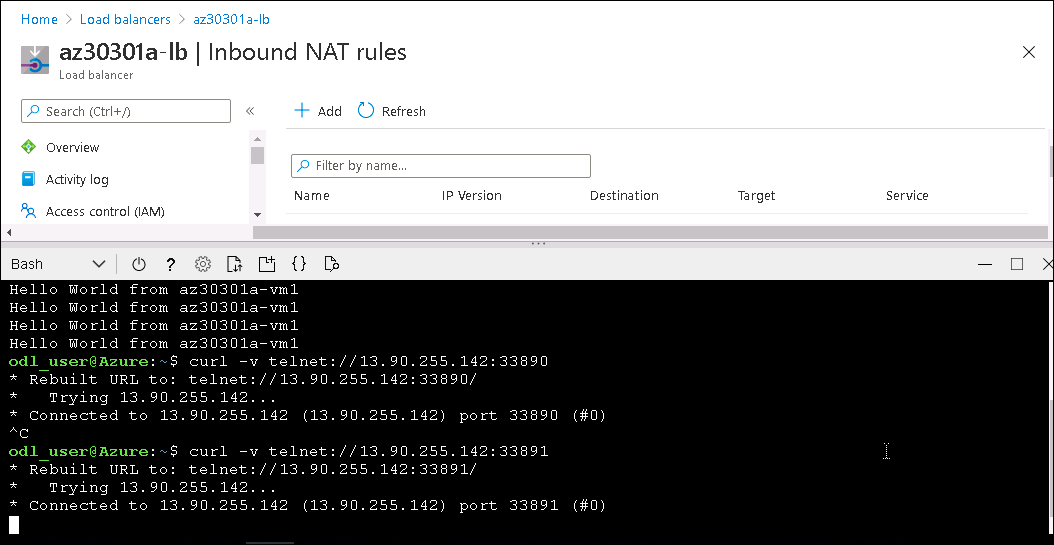 Home > Load balancers > az30301a-lb
az30301a-lb | Inbound NAT rules
Load balancer
Search (Ctrl+/)
«
Add
Refresh
Overview
Activity log
Access control (IAM)
Filter by name...
Name IP Version Destination Target Service
Bash
?
{}
Hello World from az30301a-vm1
Hello World from az30301a-vm1
Hello World from az30301a-vm1
Hello World from az30301a-vm1
odl_user@Azure:~$ curl -v telnet://13.90.255.142:33890
* Rebuilt URL to: telnet://13.90.255.142:33890/
*   Trying 13.90.255.142...
* Connected to 13.90.255.142 (13.90.255.142) port 33890 (#0)
^C
odl_user@Azure:~$ curl -v telnet://13.90.255.142:33891
* Rebuilt URL to: telnet://13.90.255.142:33891/
*   Trying 13.90.255.142...
* Connected to 13.90.255.142 (13.90.255.142) port 33891 (#0)